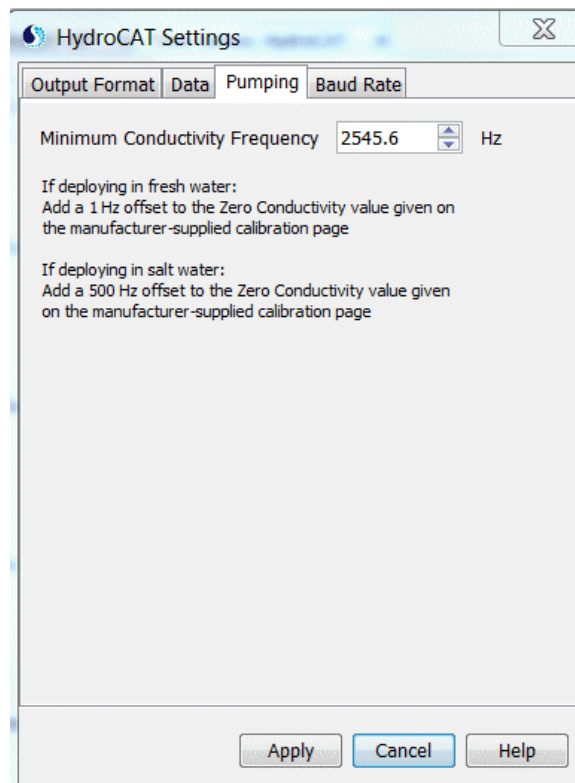 HydroCAT Settings
Output Format Data Pumping Baud Rate
Minimum Conductivity Frequency 2545.6 Hz
If deploying in fresh water:
Add a 1 Hz offset to the Zero Conductivity value given on
the manufacturer-supplied calibration page
If deploying in salt water:
Add a 500 Hz offset to the Zero Conductivity value given
on the manufacturer-supplied calibration page
Apply Cancel Help